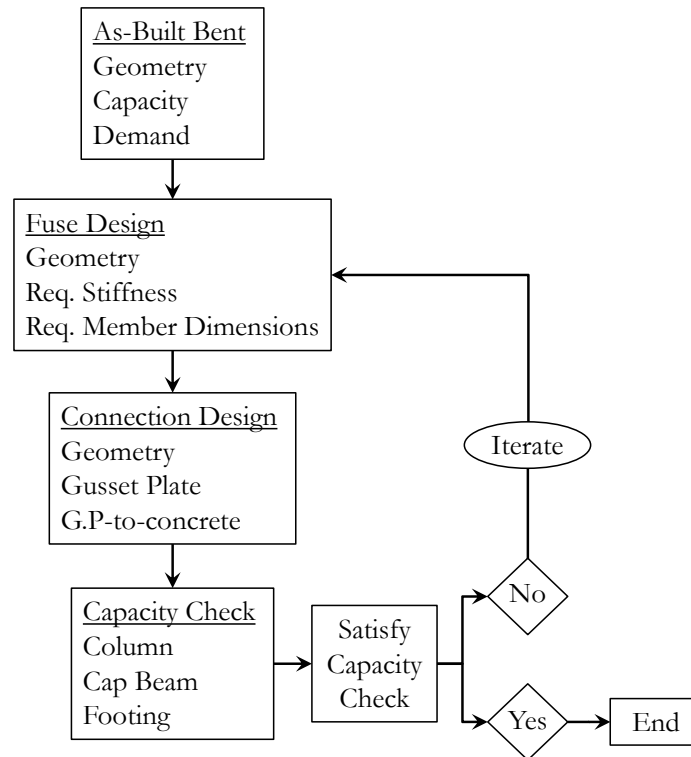 As-Built Bent
Geometry
Capacity
Demand
Fuse Design
Geometry
Req. Stiffness
Req. Member Dimensions
Connection Design
Geometry
Gusset Plate
G.P-to-concrete
Iterate
Capacity Check
Column
Cap Beam
Footing
Satisfy
Capacity
Check
No
Yes
End